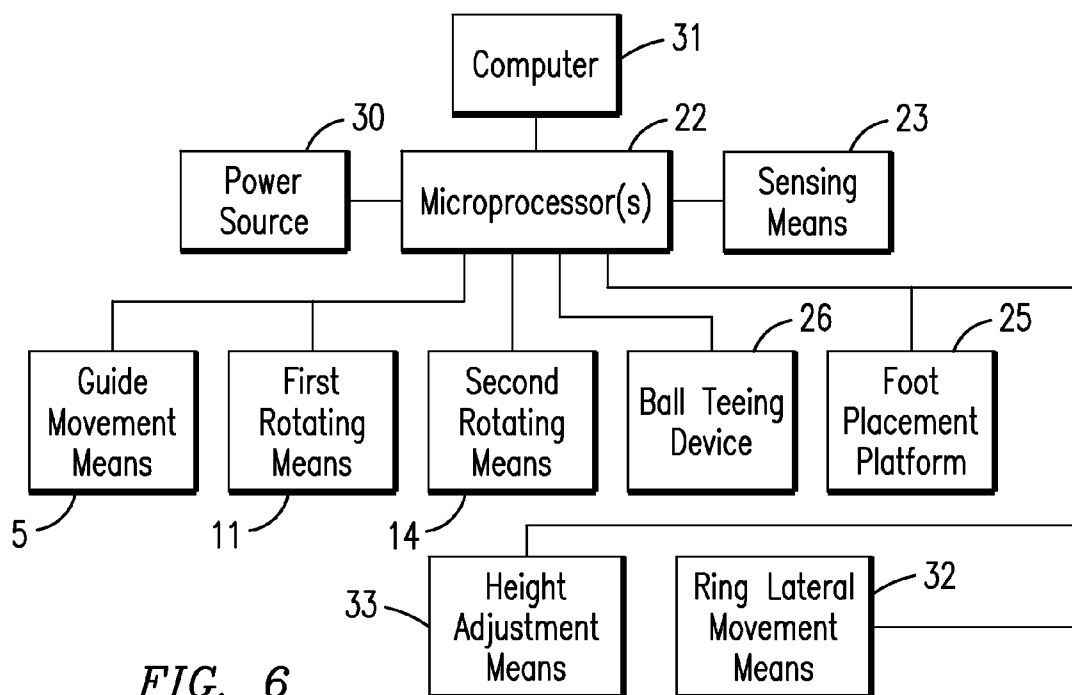 31
Computer
30
22
23
Power
Source
Microprocessor(s)
Sensing
Means
26
25
Guide
Movement
Means
First
Rotating
Means
Second
Rotating
Means
Ball Teeing
Device
Foot
Placement
Platform
5
11
14
33
Height
Adjustment
Means
Ring Lateral
Movement
Means
32
FIG. 6